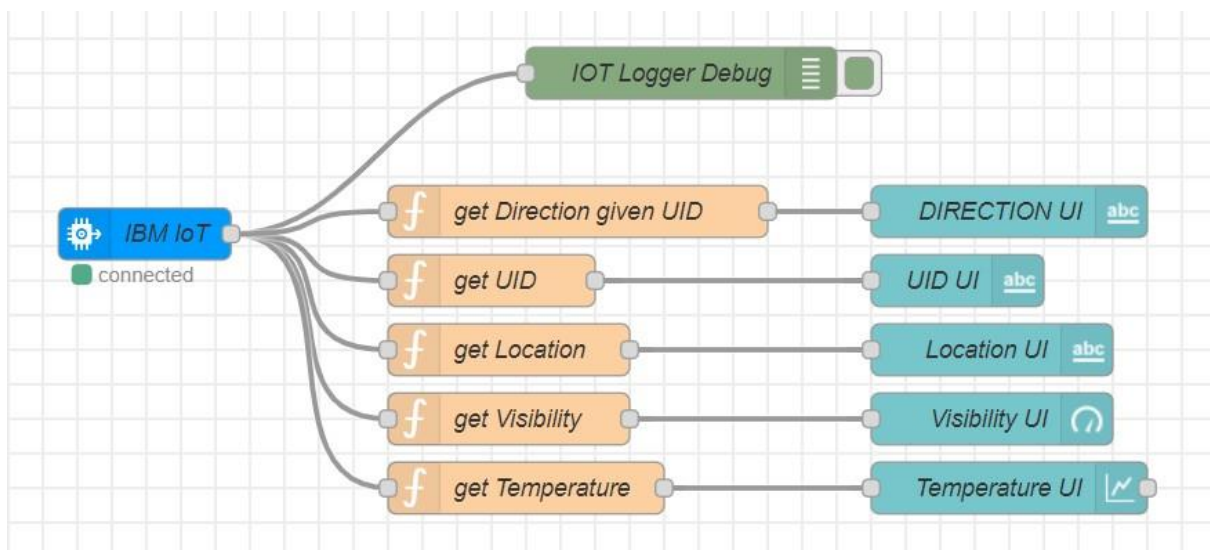 IOT Logger Debug
IBM IoT
connected
get Direction given UID
DIRECTION UI
abc
get UID
UID UI
abc
get Location
Location UI
abc
get Visibility
Visibility UI
get Temperature
Temperature UI